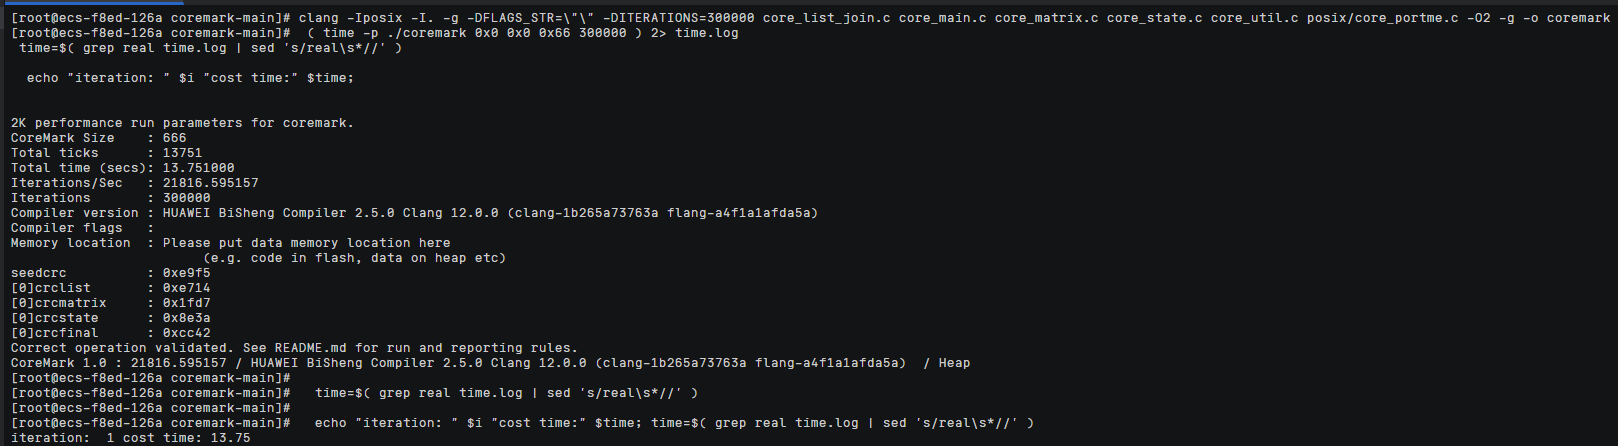 [root@ecs-f8ed-126a coremark-main]# clang -Iposix -I. -g -DFLAGS_STR=\"\" -DITERATIONS=300000 core_list_join.c core_main.c core_matrix.c core_state.c core_util.c posix/core_portme.c -O2 -g -o coremark
[root@ecs-f8ed-126a coremark-main]#  ( time -p ./coremark 0x0 0x0 0x66 300000 ) 2> time.log
 time=$( grep real time.log | sed 's/real\s*//' )
  echo "iteration: " $i "cost time:" $time;
2K performance run parameters for coremark.
CoreMark Size    : 666
Total ticks      : 13751
Total time (secs): 13.751000
Iterations/Sec   : 21816.595157
Iterations       : 300000
Compiler version : HUAWEI BiSheng Compiler 2.5.0 Clang 12.0.0 (clang-1b265a73763a flang-a4f1a1afda5a)
Compiler flags   :
Memory location  : Please put data memory location here
                        (e.g. code in flash, data on heap etc)
seedcrc          : 0xe9f5
[0]crclist       : 0xe714
[0]crcmatrix     : 0x1fd7
[0]crcstate      : 0x8e3a
[0]crcfinal      : 0xcc42
Correct operation validated. See README.md for run and reporting rules.
CoreMark 1.0 : 21816.595157 / HUAWEI BiSheng Compiler 2.5.0 Clang 12.0.0 (clang-1b265a73763a flang-a4f1a1afda5a)  / Heap
[root@ecs-f8ed-126a coremark-main]#
[root@ecs-f8ed-126a coremark-main]#   time=$( grep real time.log | sed 's/real\s*//' )
[root@ecs-f8ed-126a coremark-main]#
[root@ecs-f8ed-126a coremark-main]#   echo "iteration: " $i "cost time:" $time; time=$( grep real time.log | sed 's/real\s*//' )
iteration:  1 cost time: 13.75